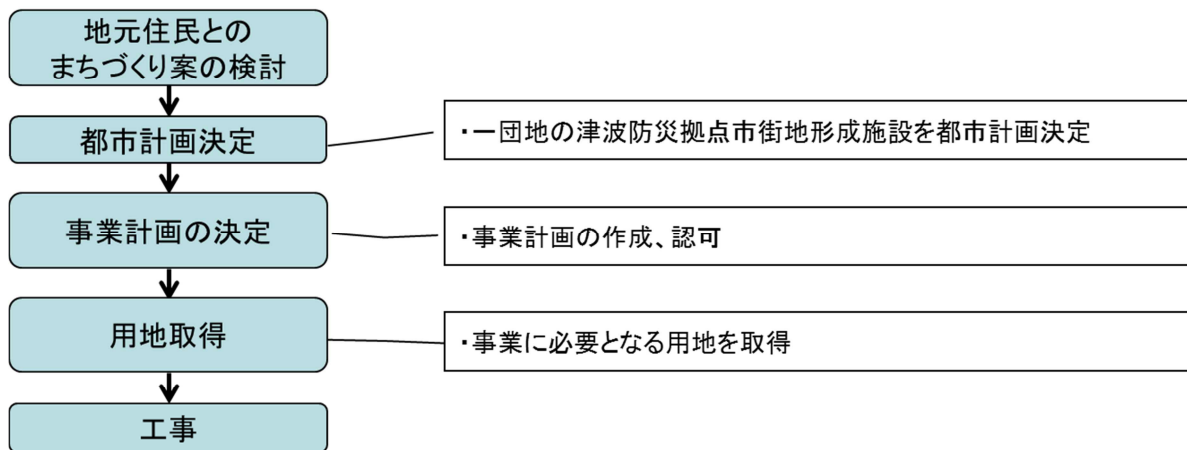 地元住民との
まちづくり案の検討
都市計画決定
・一団地の津波防災拠点市街地形成施設を都市計画決定
事業計画の決定
・事業計画の作成、認可
用地取得
・事業に必要となる用地を取得
工事